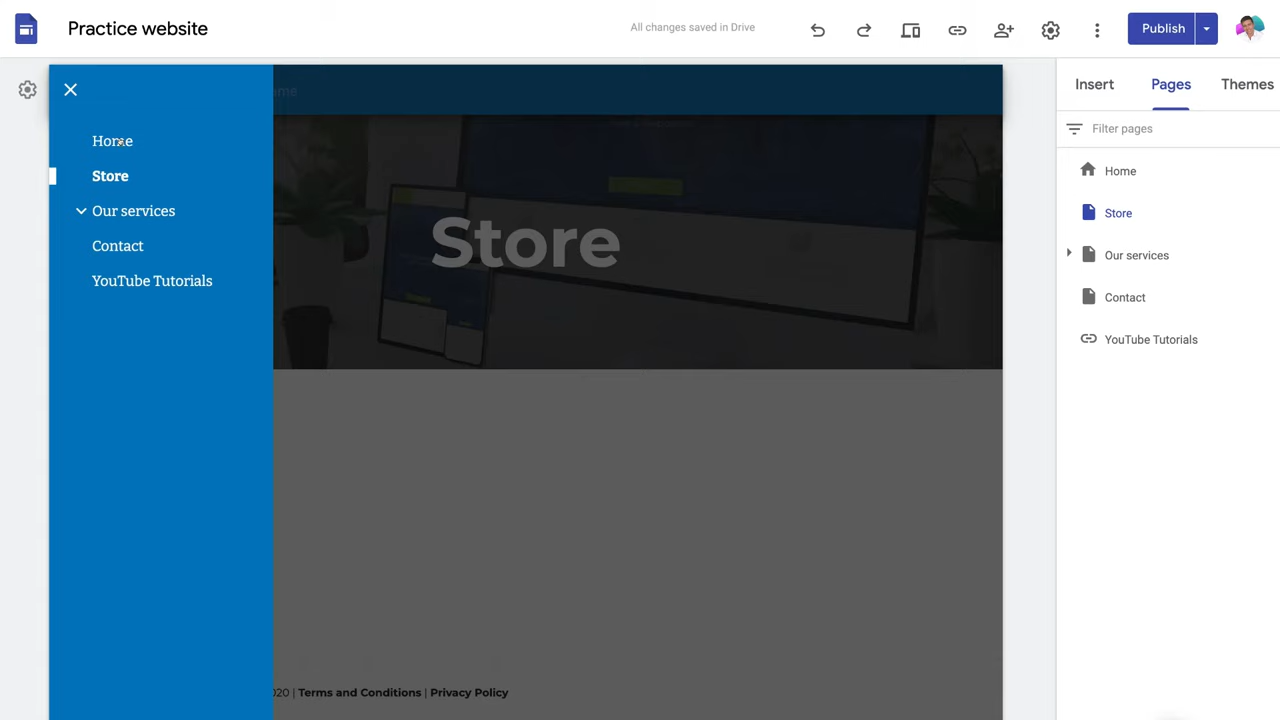 Practice website
All changes saved in Drive
Publish
Insert
Pages
Themes
Filter pages
Home
Store
Our services
Contact
YouTube Tutorials
Home
Store
Our services
Contact
YouTube Tutorials
Store
| Terms and Conditions | Privacy Policy